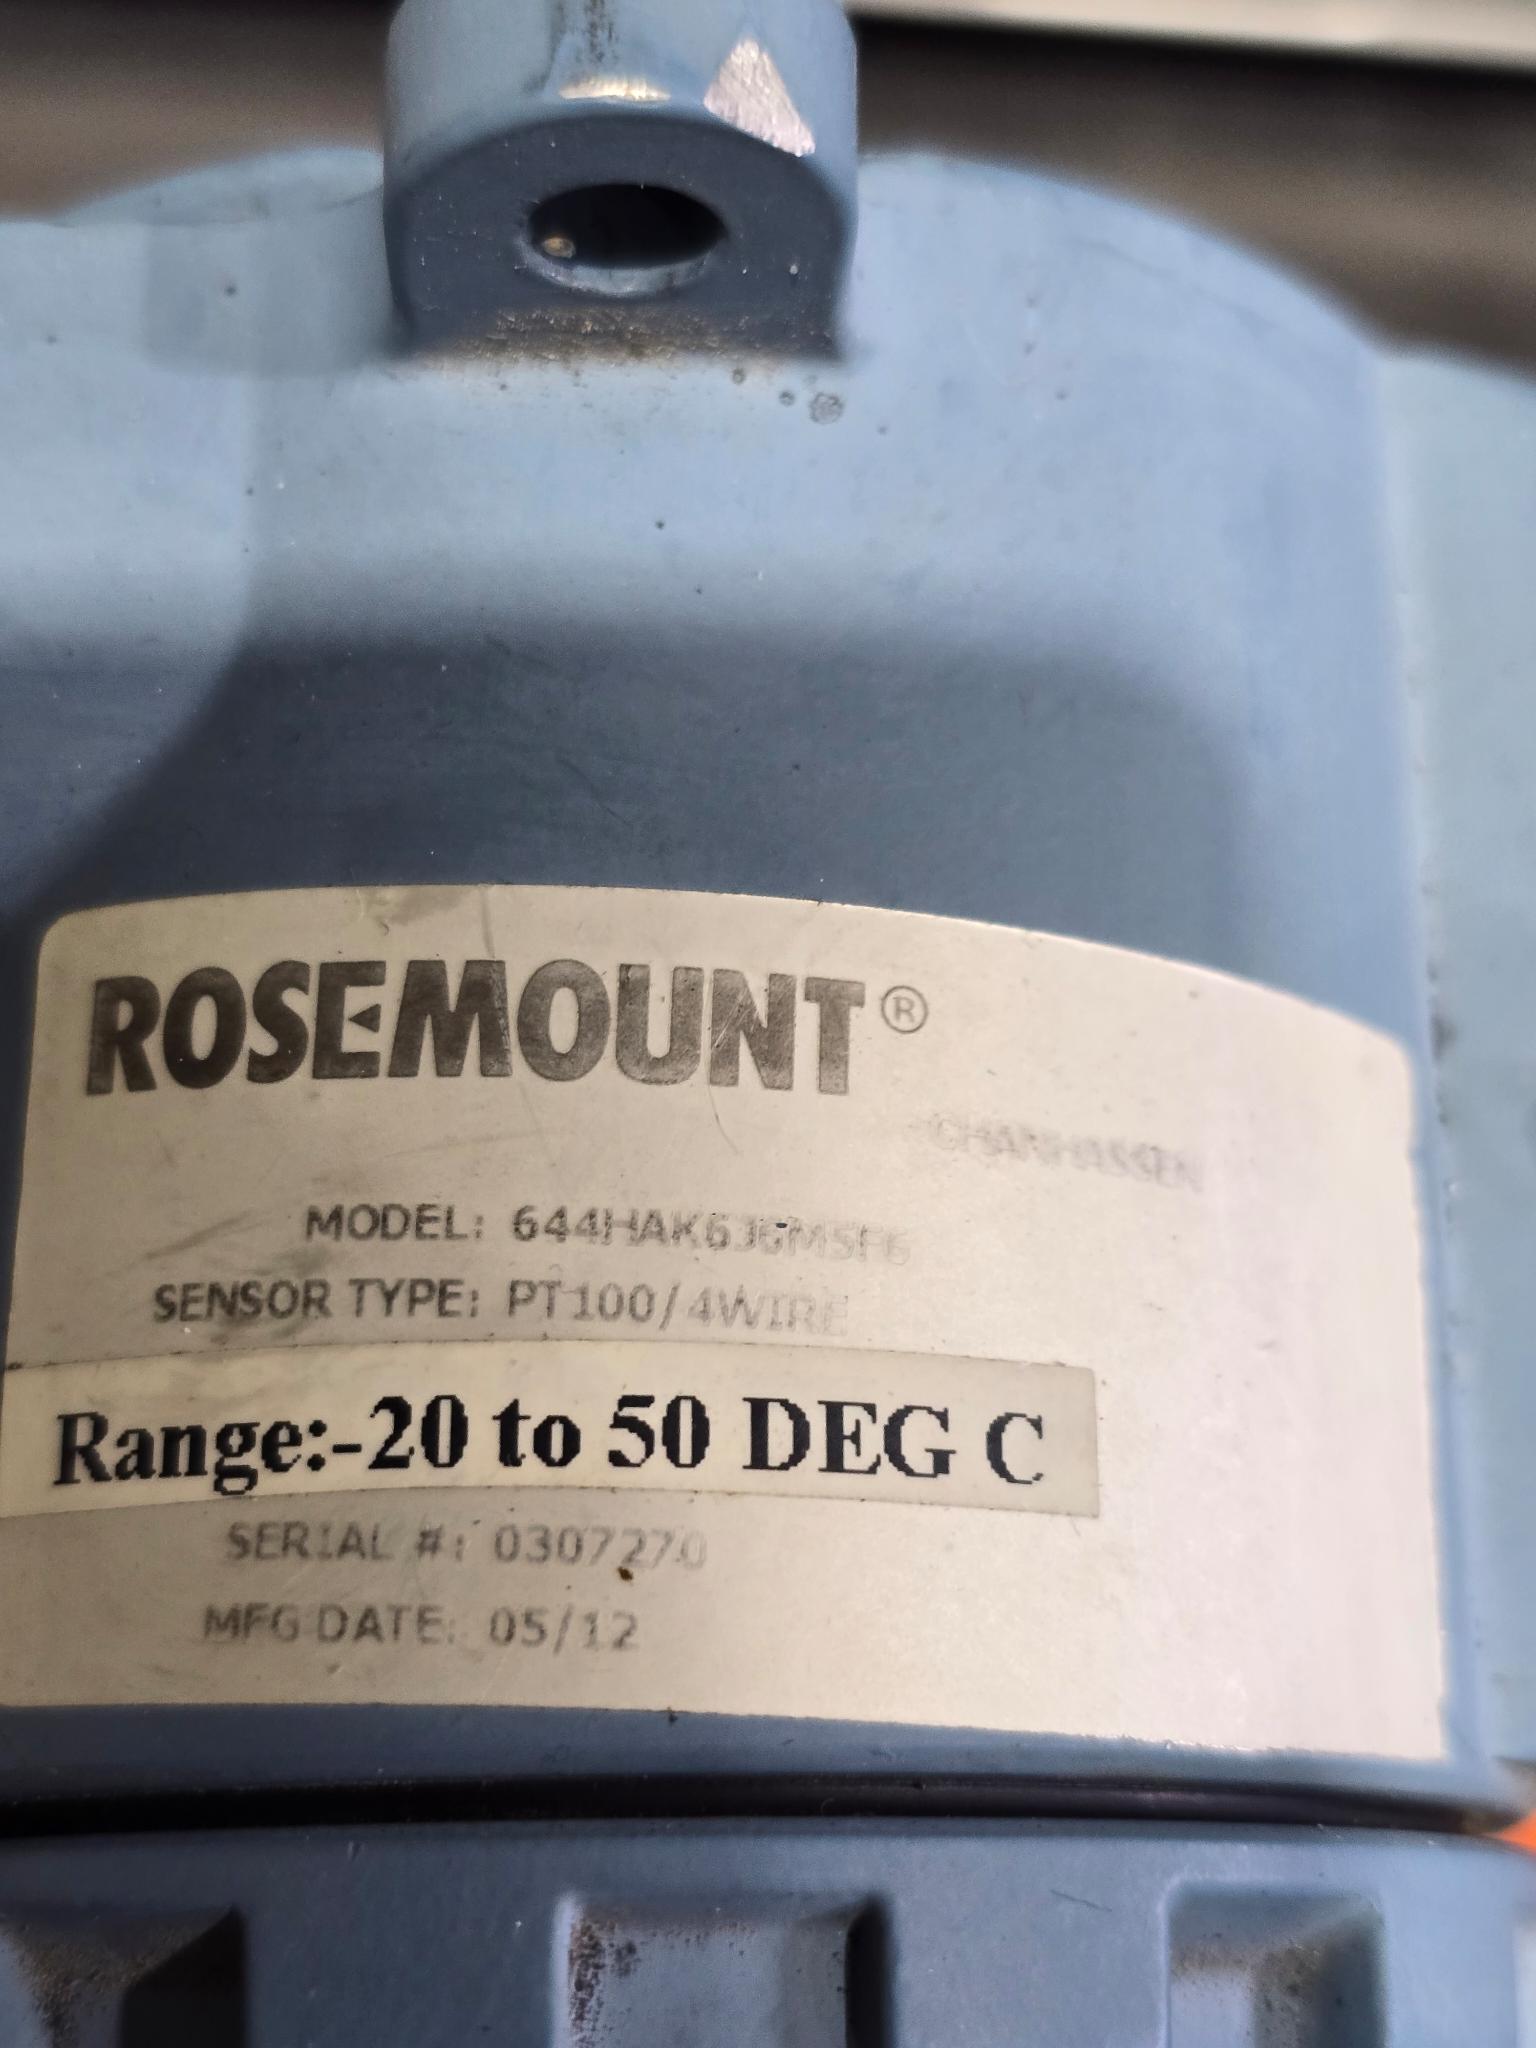 ROSEMOUNT®
CHANHASSEN
MODEL: 644HAK6J6M5F6
SENSOR TYPE: PT100/4WIRE
Range:-20 to 50 DEG C
SERIAL #: 0307270
MFG DATE: 05/12